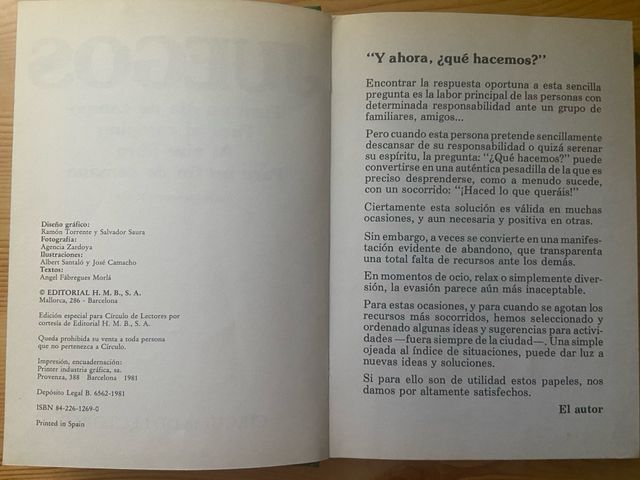 Diseño gráfico:
Ramón Torrente y Salvador Saura
Fotografía:
Agencia Zardoya
Ilustraciones:
Albert Santaló y José Camacho
Textos:
Angel Fábregues Morlá
© EDITORIAL H. M. B., S. A.
Mallorca, 286 - Barcelona
Edición especial para Círculo de Lectores por
cortesía de Editorial H. M. B., S. A.
Queda prohibida su venta a toda persona
que no pertenezca a Círculo.
Impresión, encuadernación:
Printer industria gráfica, sa.
Provenza, 388 Barcelona 1981
Depósito Legal B. 6562-1981
ISBN 84-226-1269-0
Printed in Spain
"Y ahora, ¿qué hacemos?"
Encontrar la respuesta oportuna a esta sencilla
pregunta es la labor principal de las personas con
determinada responsabilidad ante un grupo de
familiares, amigos...
Pero cuando esta persona pretende sencillamente
descansar de su responsabilidad o quizá serenar
su espíritu, la pregunta: "¿Qué hacemos?" puede
convertirse en una auténtica pesadilla de la que es
preciso desprenderse, como a menudo sucede,
con un socorrido: "¡Haced lo que queráis!"
Ciertamente esta solución es válida en muchas
ocasiones, y aun necesaria y positiva en otras.
Sin embargo, a veces se convierte en una manifes-
tación evidente de abandono, que transparenta
una total falta de recursos ante los demás.
En momentos de ocio, relax o simplemente diver-
sión, la evasión parece aún más inaceptable.
Para estas ocasiones, y para cuando se agotan los
recursos más socorridos, hemos seleccionado y
ordenado algunas ideas y sugerencias para activi-
dades —fuera siempre de la ciudad—. Una simple
ojeada al índice de situaciones, puede dar luz a
nuevas ideas y soluciones.
Si para ello son de utilidad estos papeles, nos
damos por altamente satisfechos.
El autor